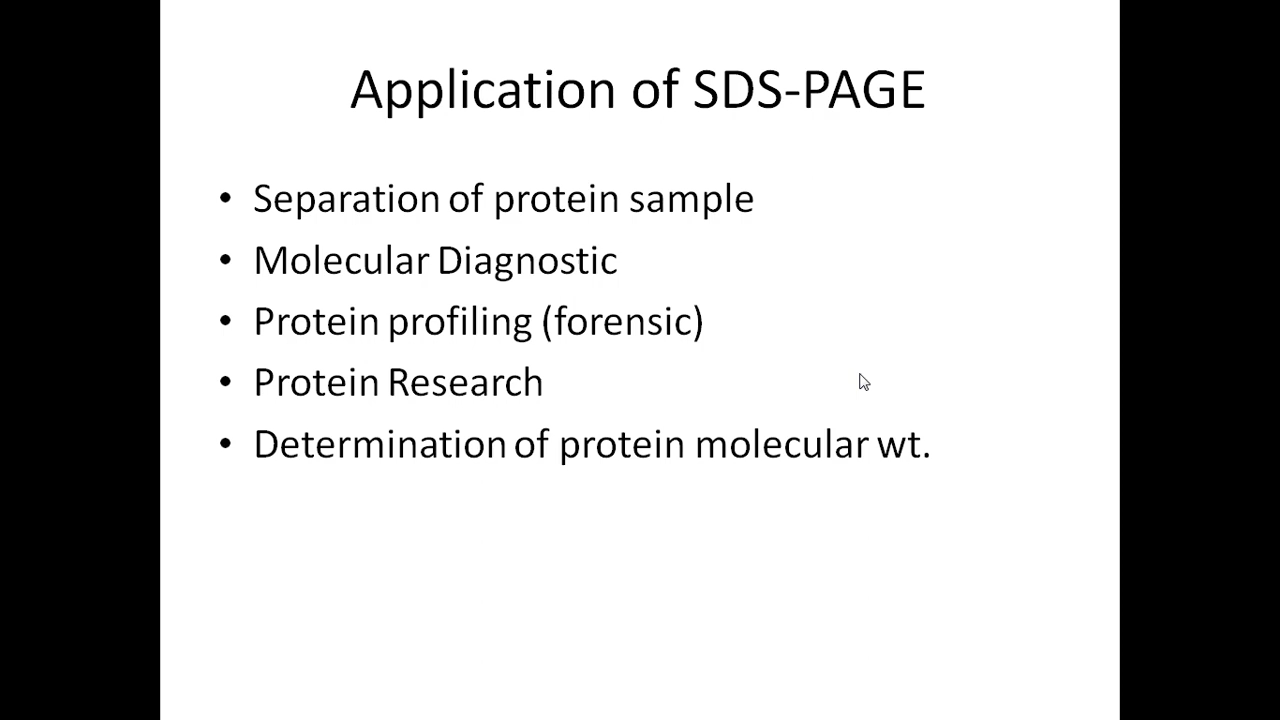 Application of SDS-PAGE
• Separation of protein sample
• Molecular Diagnostic
• Protein profiling (forensic)
• Protein Research
• Determination of protein molecular wt.